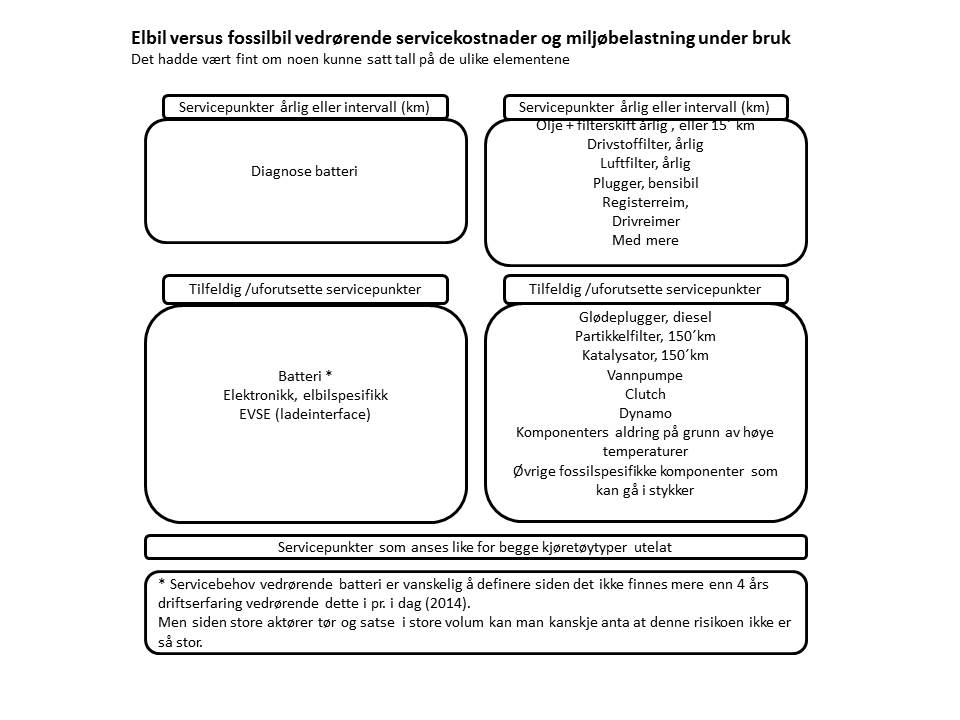 Elbil versus fossilbil vedrørende servicekostnader og miljøbelastning under bruk
Det hadde vært fint om noen kunne satt tall på de ulike elementene
Servicepunkter årlig eller intervall (km)
Diagnose batteri
Servicepunkter årlig eller intervall (km)
Olje + filterskift årlig , eller 15´ km
Drivstoffilter, årlig
Luftfilter, årlig
Plugger, bensibil
Registerreim,
Drivreimer
Med mere
Tilfeldig /uforutsette servicepunkter
Batteri *
Elektronikk, elbilspesifikk
EVSE (ladeinterface)
Tilfeldig /uforutsette servicepunkter
Glødeplugger, diesel
Partikkelfilter, 150´km
Katalysator, 150´km
Vannpumpe
Clutch
Dynamo
Komponenters aldring på grunn av høye
temperaturer
Øvrige fossilspesifikke komponenter som
kan gå i stykker
Servicepunkter som anses like for begge kjøretøytyper utelat
* Servicebehov vedrørende batteri er vanskelig å definere siden det ikke finnes mere enn 4 års
driftserfaring vedrørende dette i pr. i dag (2014).
Men siden store aktører tør og satse i store volum kan man kanskje anta at denne risikoen ikke er
så stor.